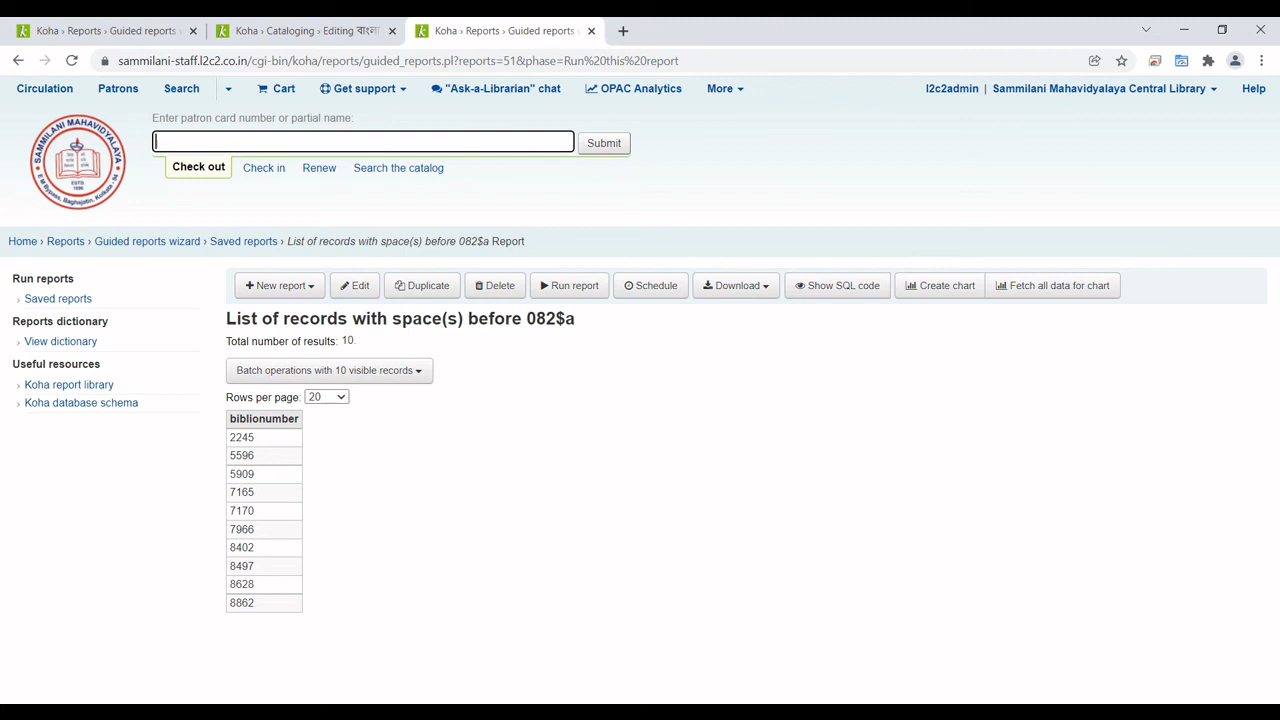 Koha › Reports › Guided reports
Koha › Cataloging › Editing বাংলা
Koha › Reports › Guided reports
sammilani-staff.l2c2.co.in/cgi-bin/koha/reports/guided_reports.pl?reports=51&phase=Run%20this%20report
Circulation Patrons Search Cart Get support "Ask-a-Librarian" chat OPAC Analytics More l2c2admin | Sammilani Mahavidyalaya Central Library Help
SAMMILANI MAHAVIDYALAYA
ESTD.
E M Bypass, Baghajatin, Kolkata - 94
Enter patron card number or partial name:
Submit
Check out Check in Renew Search the catalog
Home › Reports › Guided reports wizard › Saved reports › List of records with space(s) before 082$a Report
Run reports
› Saved reports
Reports dictionary
› View dictionary
Useful resources
› Koha report library
› Koha database schema
New report Edit Duplicate Delete Run report Schedule Download Show SQL code Create chart Fetch all data for chart
List of records with space(s) before 082$a
Total number of results: 10.
Batch operations with 10 visible records
Rows per page: 20
biblionumber
2245
5596
5909
7165
7170
7966
8402
8497
8628
8862